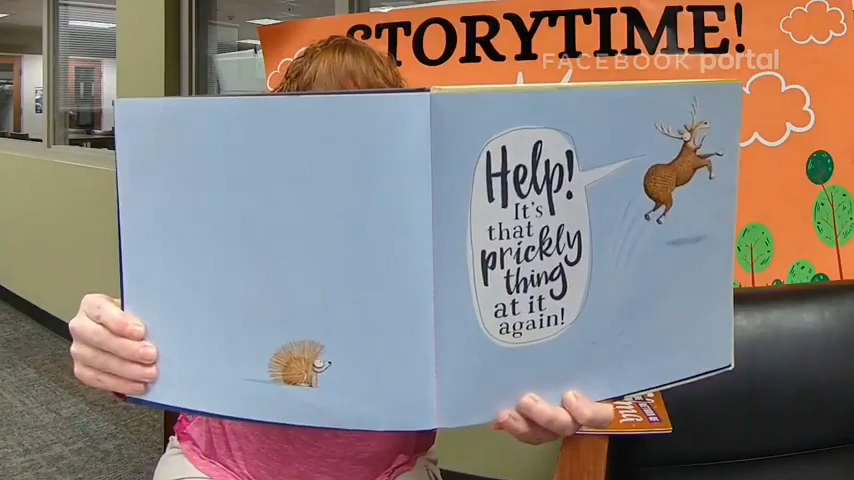 STORYTIME!
FACEBOOK portal
Help!
It's
that
prickly
thing
at it
again!